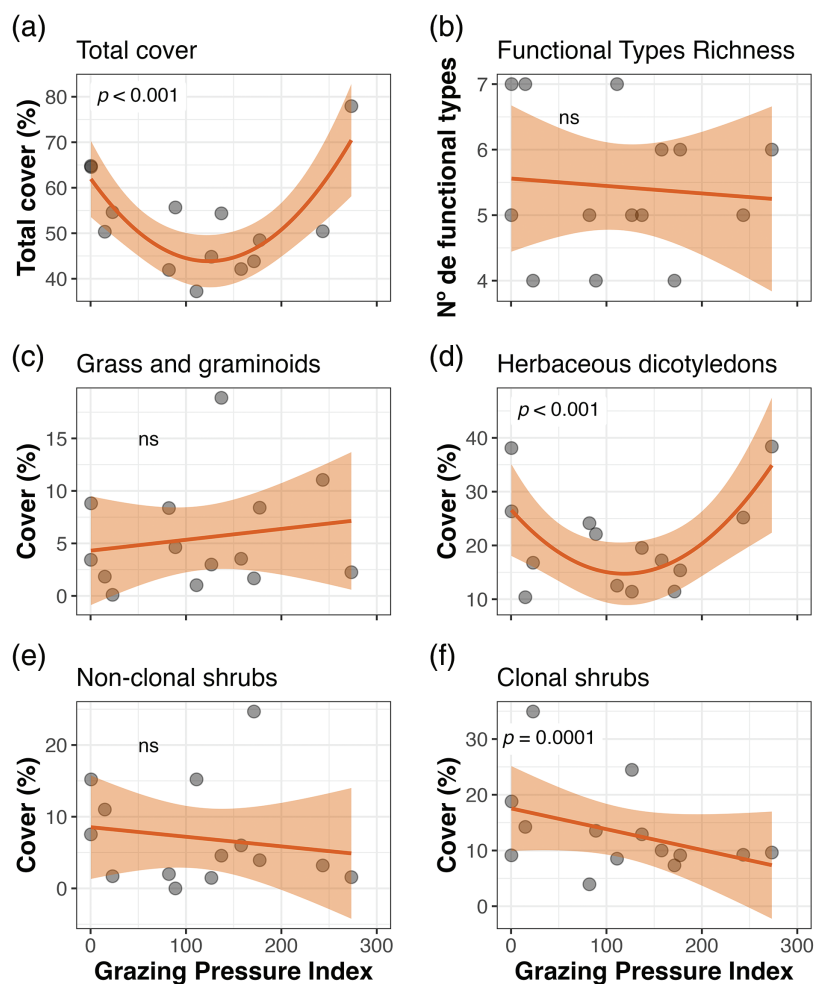 (a)
Total cover
p < 0.001
80
70
60
50
40
Total cover (%)
(b)
Functional Types Richness
ns
7
6
5
4
Nº de functional types
(c)
Grass and graminoids
ns
15
10
5
0
Cover (%)
(d)
Herbaceous dicotyledons
p < 0.001
40
30
20
10
Cover (%)
(e)
Non-clonal shrubs
ns
20
10
0
Cover (%)
0 100 200 300
Grazing Pressure Index
(f)
Clonal shrubs
p = 0.0001
30
20
10
0
Cover (%)
0 100 200 300
Grazing Pressure Index